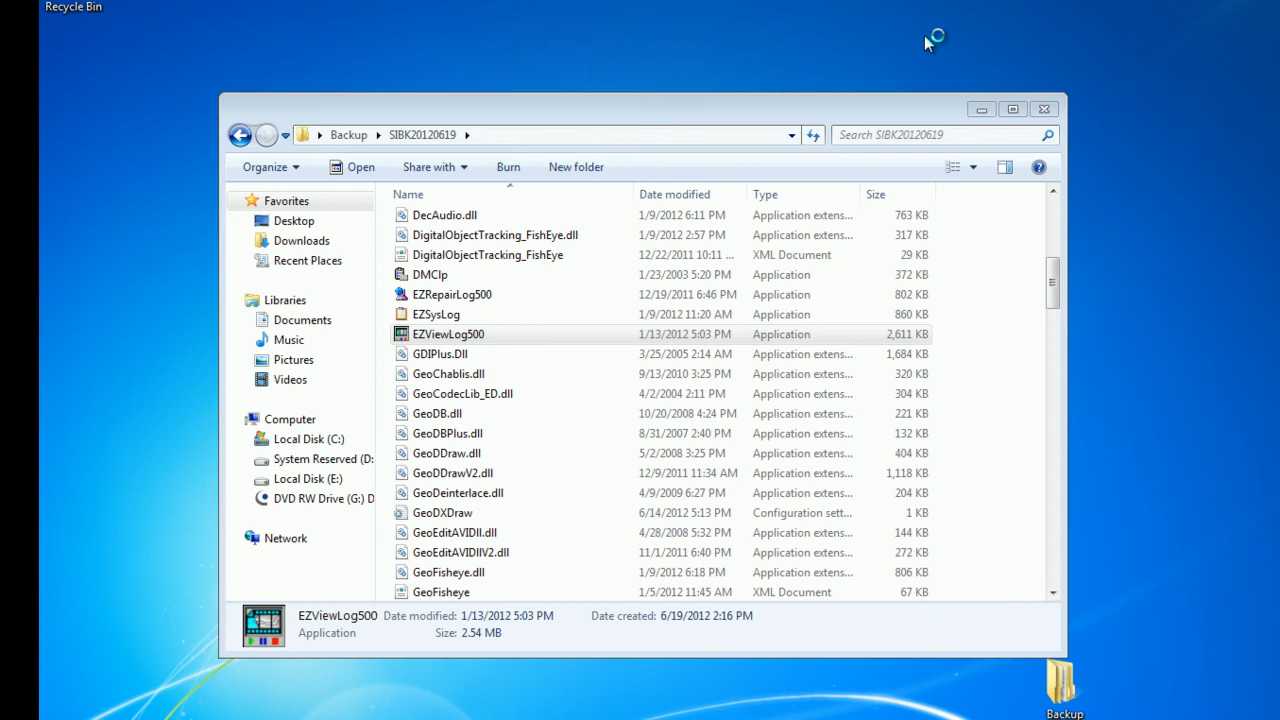 Recycle Bin
Backup SIBK20120619 Search SIBK20120619
Organize Open Share with Burn New folder
Name Date modified Type Size
Favorites
Desktop
Downloads
Recent Places
Libraries
Documents
Music
Pictures
Videos
Computer
Local Disk (C:)
System Reserved (D:
Local Disk (E:)
DVD RW Drive (G:) D
Network
DecAudio.dll 1/9/2012 6:11 PM Application extens... 763 KB
DigitalObjectTracking_FishEye.dll 1/9/2012 2:57 PM Application extens... 317 KB
DigitalObjectTracking_FishEye 12/22/2011 10:11 ... XML Document 29 KB
DMClp 1/23/2003 5:20 PM Application 372 KB
EZRepairLog500 12/19/2011 6:46 PM Application 802 KB
EZSysLog 1/9/2012 11:20 AM Application 860 KB
EZViewLog500 1/13/2012 5:03 PM Application 2,611 KB
GDIPlus.Dll 3/25/2005 2:14 AM Application extens... 1,684 KB
GeoChablis.dll 9/13/2010 3:25 PM Application extens... 320 KB
GeoCodecLib_ED.dll 4/2/2004 2:11 PM Application extens... 304 KB
GeoDB.dll 10/20/2008 4:24 PM Application extens... 221 KB
GeoDBPlus.dll 8/31/2007 2:40 PM Application extens... 132 KB
GeoDDraw.dll 5/2/2008 3:25 PM Application extens... 404 KB
GeoDDrawV2.dll 12/9/2011 11:34 AM Application extens... 1,118 KB
GeoDeinterlace.dll 4/9/2009 6:27 PM Application extens... 204 KB
GeoDXDraw 6/14/2012 5:13 PM Configuration sett... 1 KB
GeoEditAVIDll.dll 4/28/2008 5:32 PM Application extens... 144 KB
GeoEditAVIDllV2.dll 11/1/2011 6:40 PM Application extens... 272 KB
GeoFisheye.dll 1/9/2012 6:18 PM Application extens... 806 KB
GeoFisheye 1/5/2012 11:45 AM XML Document 67 KB
EZViewLog500 Date modified: 1/13/2012 5:03 PM Date created: 6/19/2012 2:16 PM
Application Size: 2.54 MB
Backup